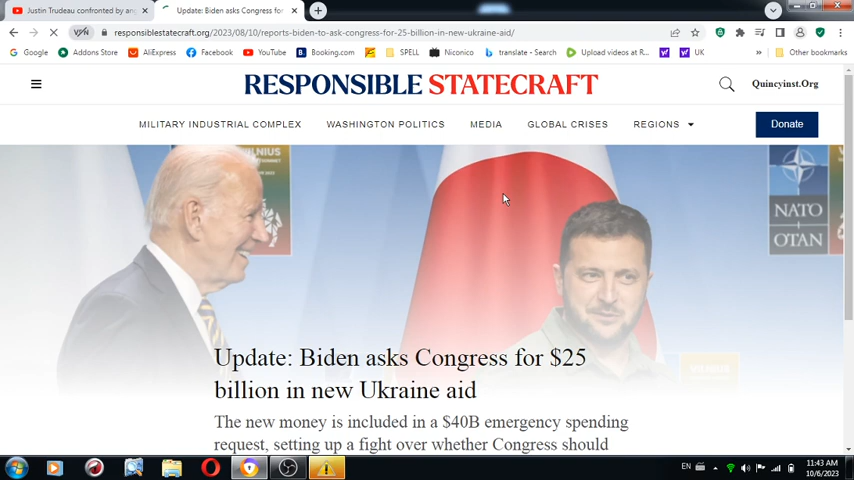 Justin Trudeau confronted by ang
Update: Biden asks Congress for
VPN
responsiblestatecraft.org/2023/08/10/reports-biden-to-ask-congress-for-25-billion-in-new-ukraine-aid/
Google
Addons Store
AliExpress
Facebook
YouTube
Booking.com
SPELL
Niconico
translate - Search
Upload videos at R...
YG
UK
Other bookmarks
RESPONSIBLE STATECRAFT
Quincyinst.Org
MILITARY INDUSTRIAL COMPLEX
WASHINGTON POLITICS
MEDIA
GLOBAL CRISES
REGIONS
Donate
VILNIUS
NATO
OTAN
Update: Biden asks Congress for $25
billion in new Ukraine aid
The new money is included in a $40B emergency spending
request, setting up a fight over whether Congress should
EN
11:43 AM
10/6/2023